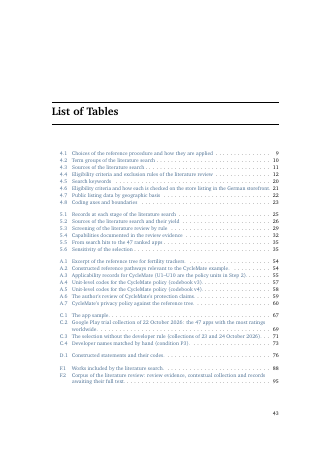 List of Tables
4.1 Choices of the reference procedure and how they are applied . . . . . . . . . . . . 9
4.2 Term groups of the literature search . . . . . . . . . . . . 10
4.3 Sources of the literature search . . . . . . . . . . . . 11
4.4 Eligibility criteria and exclusion rules of the literature review . . . . . . . . . . . . 12
4.5 Search keywords . . . . . . . . . . . . 20
4.6 Eligibility criteria and how each is checked on the store listing in the German storefront 21
4.7 Public listing data by geographic basis . . . . . . . . . . . . 22
4.8 Coding axes and boundaries . . . . . . . . . . . . 23
5.1 Records at each stage of the literature search . . . . . . . . . . . . 25
5.2 Sources of the literature search and their yield . . . . . . . . . . . . 26
5.3 Screening of the literature review by rule . . . . . . . . . . . . 29
5.4 Capabilities documented in the review evidence . . . . . . . . . . . . 32
5.5 From search hits to the 47 ranked apps . . . . . . . . . . . . 35
5.6 Sensitivity of the selection . . . . . . . . . . . . 35
A.1 Excerpt of the reference tree for fertility trackers . . . . . . . . . . . . 54
A.2 Constructed reference pathways relevant to the CycleMate example . . . . . . . . . . . . 54
A.3 Applicability records for CycleMate (U1–U10 are the policy units in Step 2) . . . . 55
A.4 Unit-level codes for the CycleMate policy (codebook v3) . . . . . . . . . . . . 57
A.5 Unit-level codes for the CycleMate policy (codebook v4) . . . . . . . . . . . . 58
A.6 The author's review of CycleMate's protection claims . . . . . . . . . . . . 59
A.7 CycleMate's privacy policy against the reference tree . . . . . . . . . . . . 60
C.1 The app sample . . . . . . . . . . . . 67
C.2 Google Play trial collection of 22 October 2026: the 47 apps with the most ratings
worldwide . . . . . . . . . . . . 69
C.3 The selection without the developer rule (collections of 23 and 24 October 2026) . . . 71
C.4 Developer names matched by hand (condition P3) . . . . . . . . . . . . 73
D.1 Constructed statements and their codes . . . . . . . . . . . . 76
F.1 Works included by the literature search . . . . . . . . . . . . 88
F.2 Corpus of the literature review: review evidence, contextual collection and records
awaiting their full text . . . . . . . . . . . . 95
43